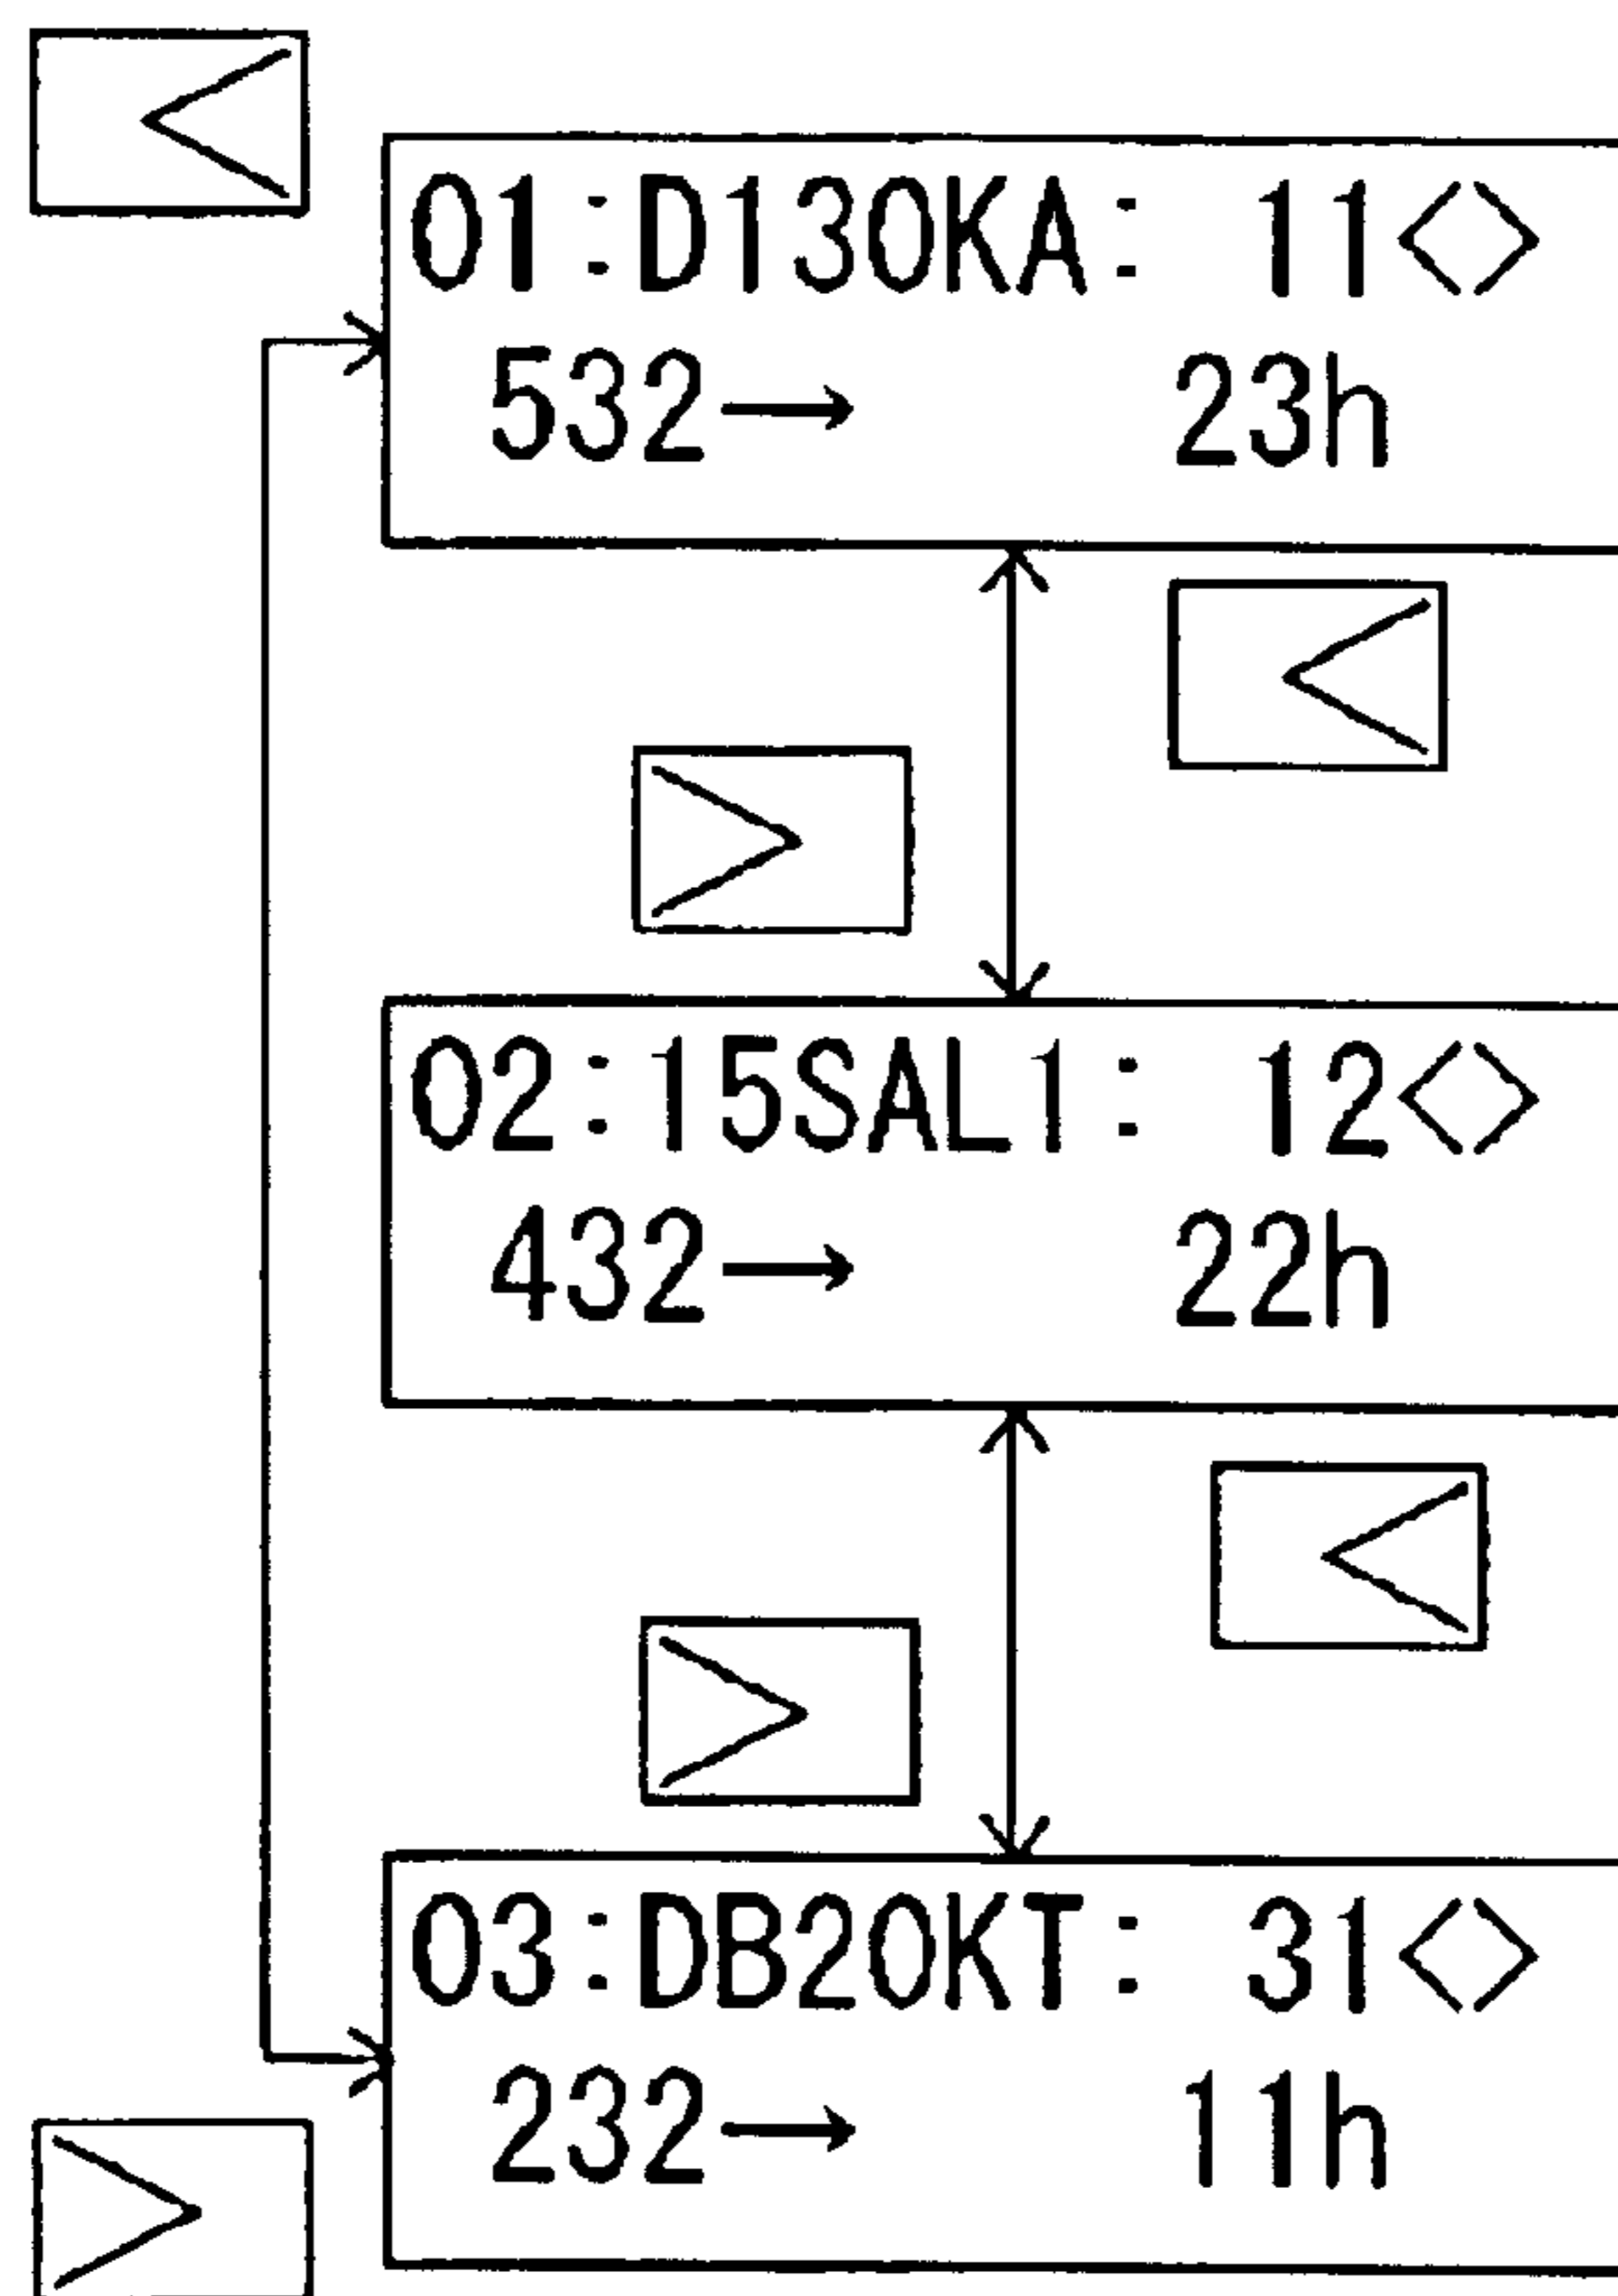 <
01:D130KA: 11<>
532→ 23h
<
>
02:15SAL1: 12<>
432→ 22h
<
>
03:DB20KT: 31<>
232→ 11h
>